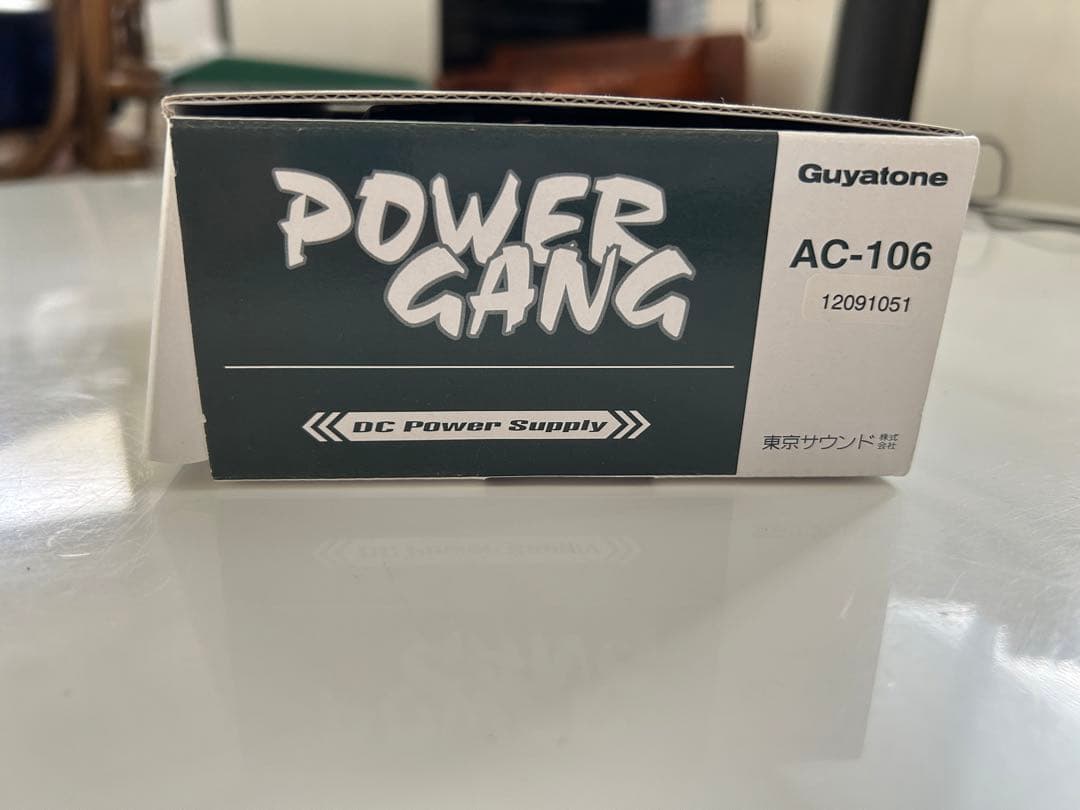 POWER
GANG
DC Power Supply
Guyatone
AC-106
12091051
東京サウンド株式会社